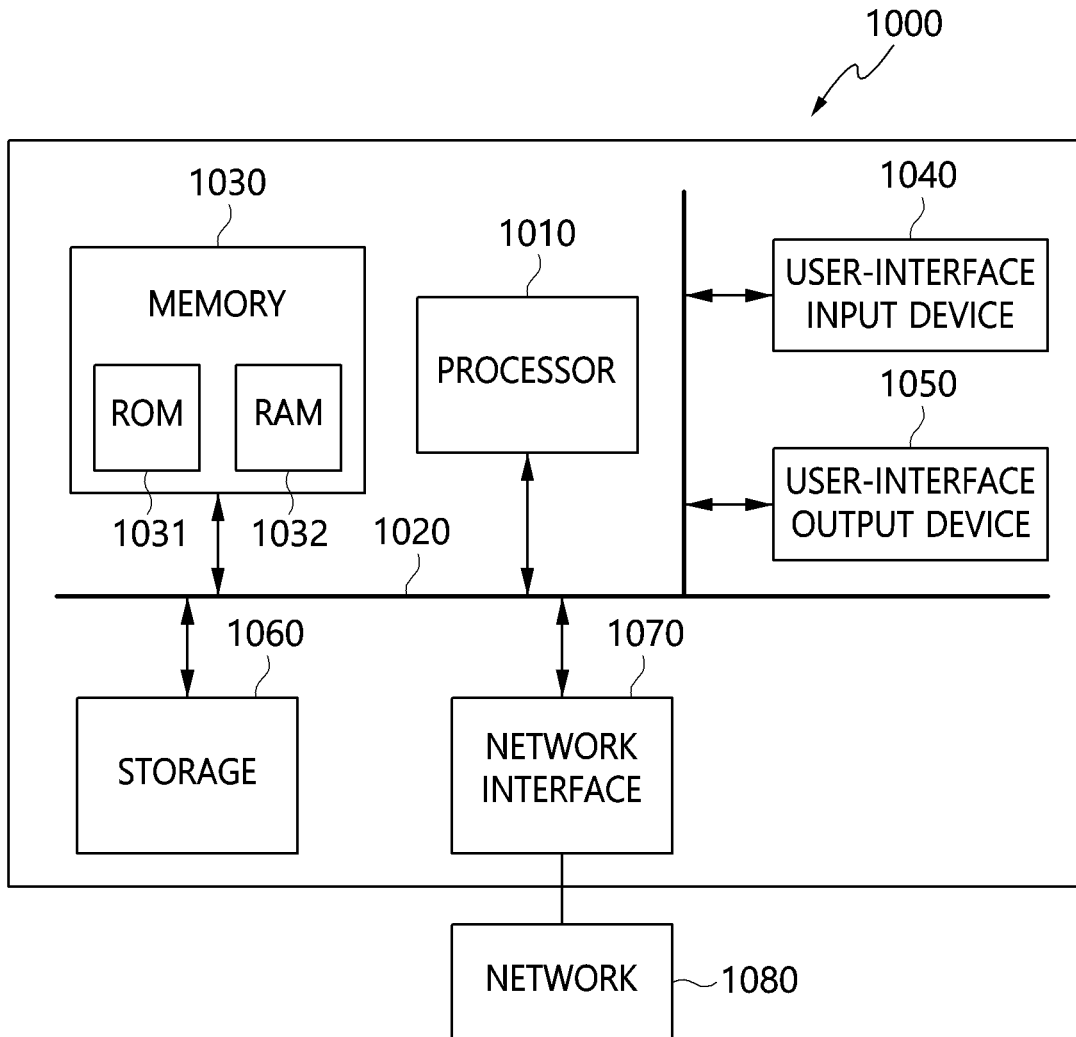 1000
1030
1010
1040
MEMORY
PROCESSOR
USER-INTERFACE
INPUT DEVICE
ROM
RAM
1050
USER-INTERFACE
OUTPUT DEVICE
1031
1032
1020
1060
1070
STORAGE
NETWORK
INTERFACE
NETWORK
1080